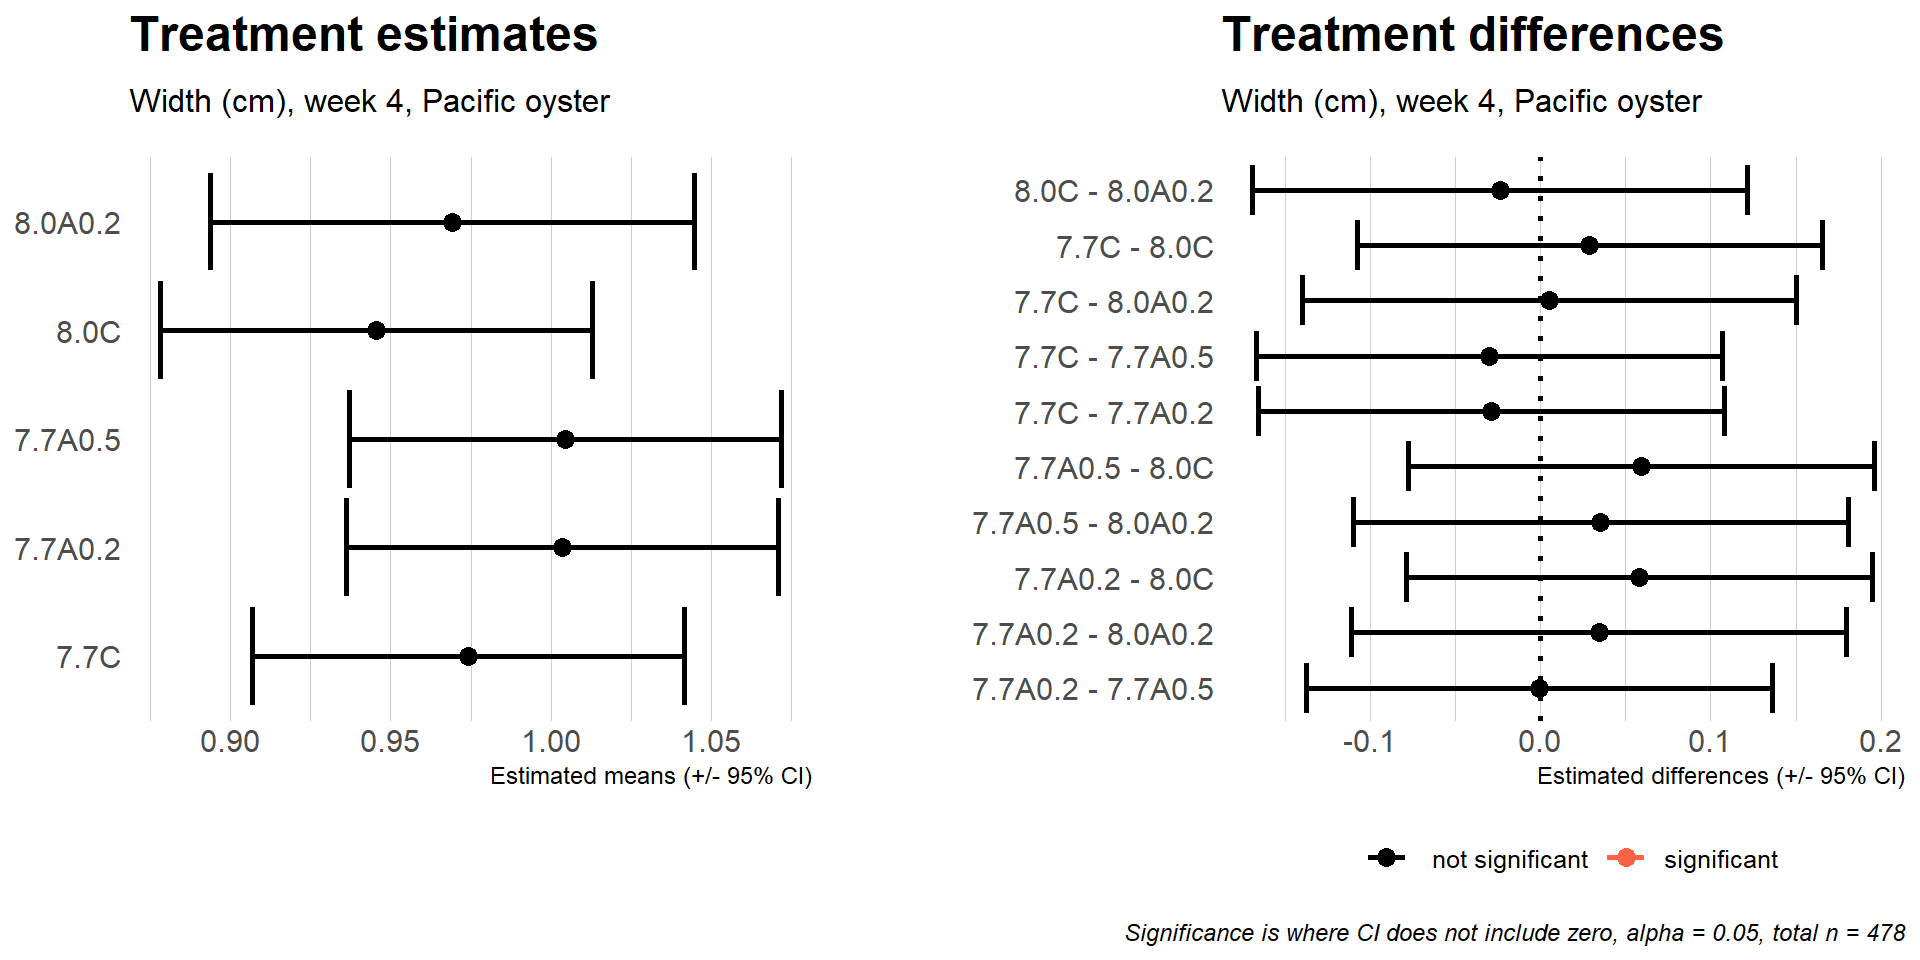 Treatment estimates
Width (cm), week 4, Pacific oyster
8.0A0.2
8.0C
7.7A0.5
7.7A0.2
7.7C
0.90 0.95 1.00 1.05
Estimated means (+/- 95% CI)
Treatment differences
Width (cm), week 4, Pacific oyster
8.0C - 8.0A0.2
7.7C - 8.0C
7.7C - 8.0A0.2
7.7C - 7.7A0.5
7.7C - 7.7A0.2
7.7A0.5 - 8.0C
7.7A0.5 - 8.0A0.2
7.7A0.2 - 8.0C
7.7A0.2 - 8.0A0.2
7.7A0.2 - 7.7A0.5
-0.1 0.0 0.1 0.2
Estimated differences (+/- 95% CI)
not significant significant
Significance is where CI does not include zero, alpha = 0.05, total n = 478